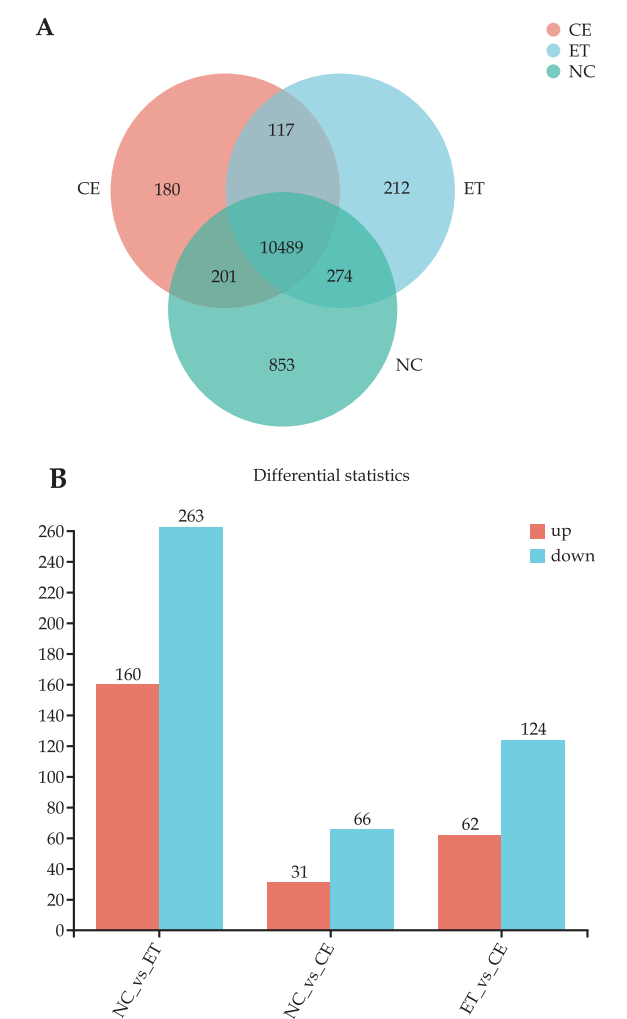 A
CE
ET
NC
117
CE
180
212
ET
10489
201
274
853
NC
B
Differential statistics
up
down
260
240
220
200
180
160
140
120
100
80
60
40
20
0
263
160
66
31
124
62
NC_vs_ET
NC_vs_CE
ET_vs_CE